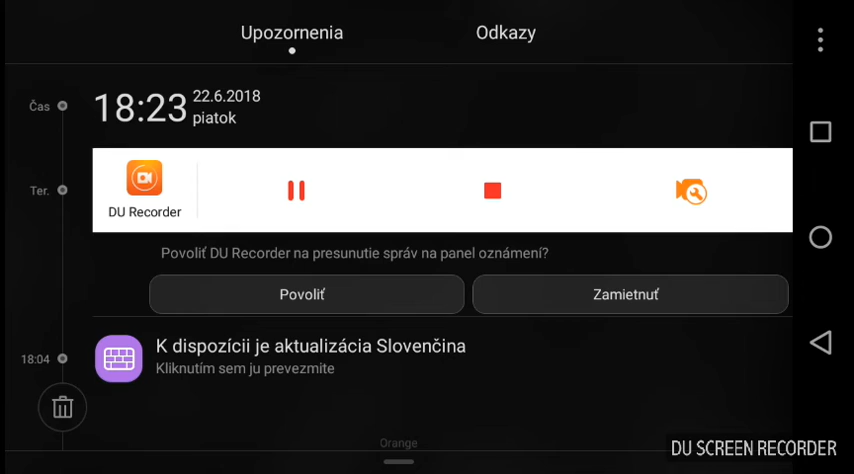 Upozornenia
Odkazy
Čas
18:23
22.6.2018
piatok
Ter.
DU Recorder
Povoliť DU Recorder na presunutie správ na panel oznámení?
Povoliť
Zamietnuť
18:04
K dispozícii je aktualizácia Slovenčina
Kliknutím sem ju prevezmite
Orange
DU SCREEN RECORDER